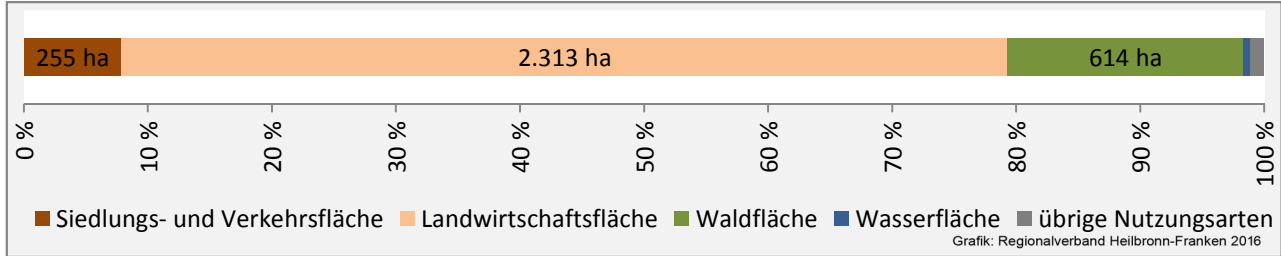 255 ha 2.313 ha 614 ha
0 % 10 % 20 % 30 % 40 % 50 % 60 % 70 % 80 % 90 % 100 %
Siedlungs- und Verkehrsfläche Landwirtschaftsfläche Waldfläche Wasserfläche übrige Nutzungsarten
Grafik: Regionalverband Heilbronn-Franken 2016